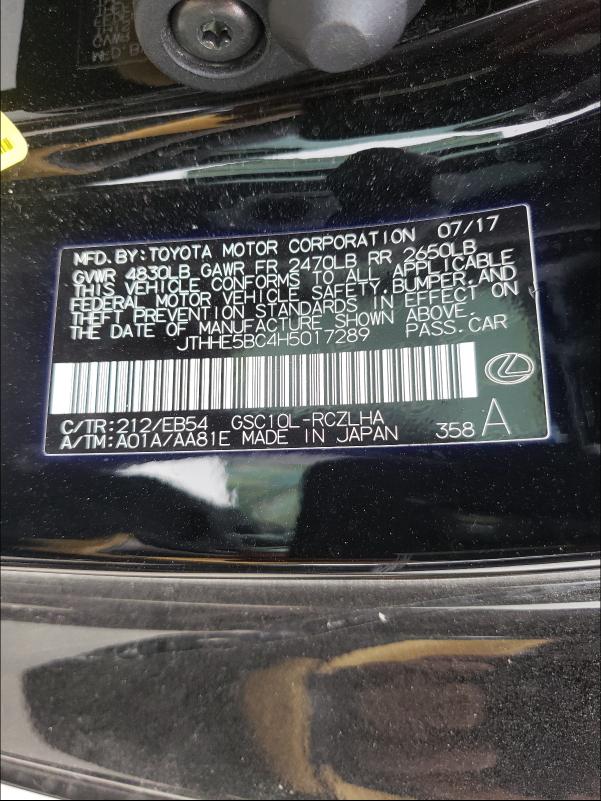 MFD. BY: TOYOTA MOTOR CORPORATION 07/17
GVWR 4830LB GAWR FR 2470LB RR 2650LB
THIS VEHICLE CONFORMS TO ALL APPLICABLE
FEDERAL MOTOR VEHICLE SAFETY, BUMPER, AND
THEFT PREVENTION STANDARDS IN EFFECT ON
THE DATE OF MANUFACTURE SHOWN ABOVE.
JTHHE5BC4H5017289 PASS. CAR
C/TR: 212/EB54 GSC10L-RCZLHA
A/TM: A01A/AA81E MADE IN JAPAN 358 A